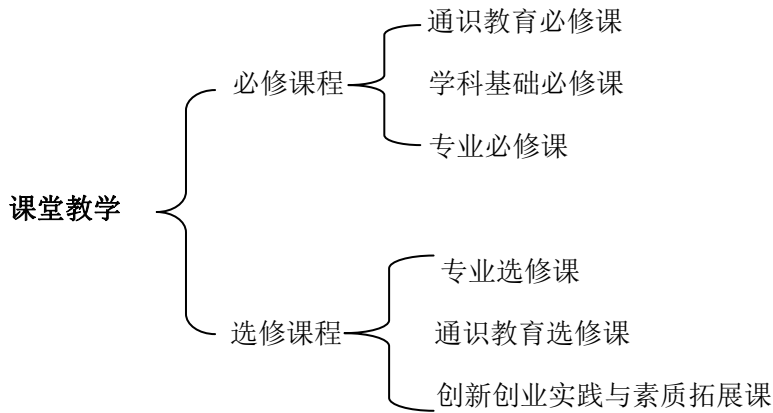 通识教育必修课
必修课程
学科基础必修课
专业必修课
课堂教学
专业选修课
选修课程
通识教育选修课
创新创业实践与素质拓展课